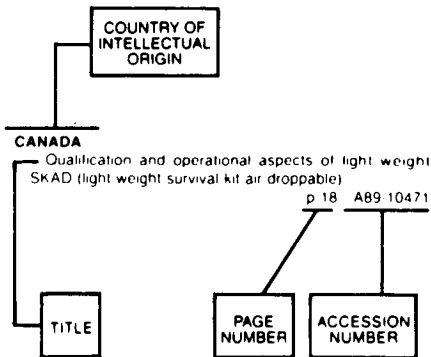 COUNTRY OF
INTELLECTUAL
ORIGIN
CANADA
Qualification and operational aspects of light weight
SKAD (light weight survival kit air droppable)
p 18 A89-10471
TITLE
PAGE
NUMBER
ACCESSION
NUMBER